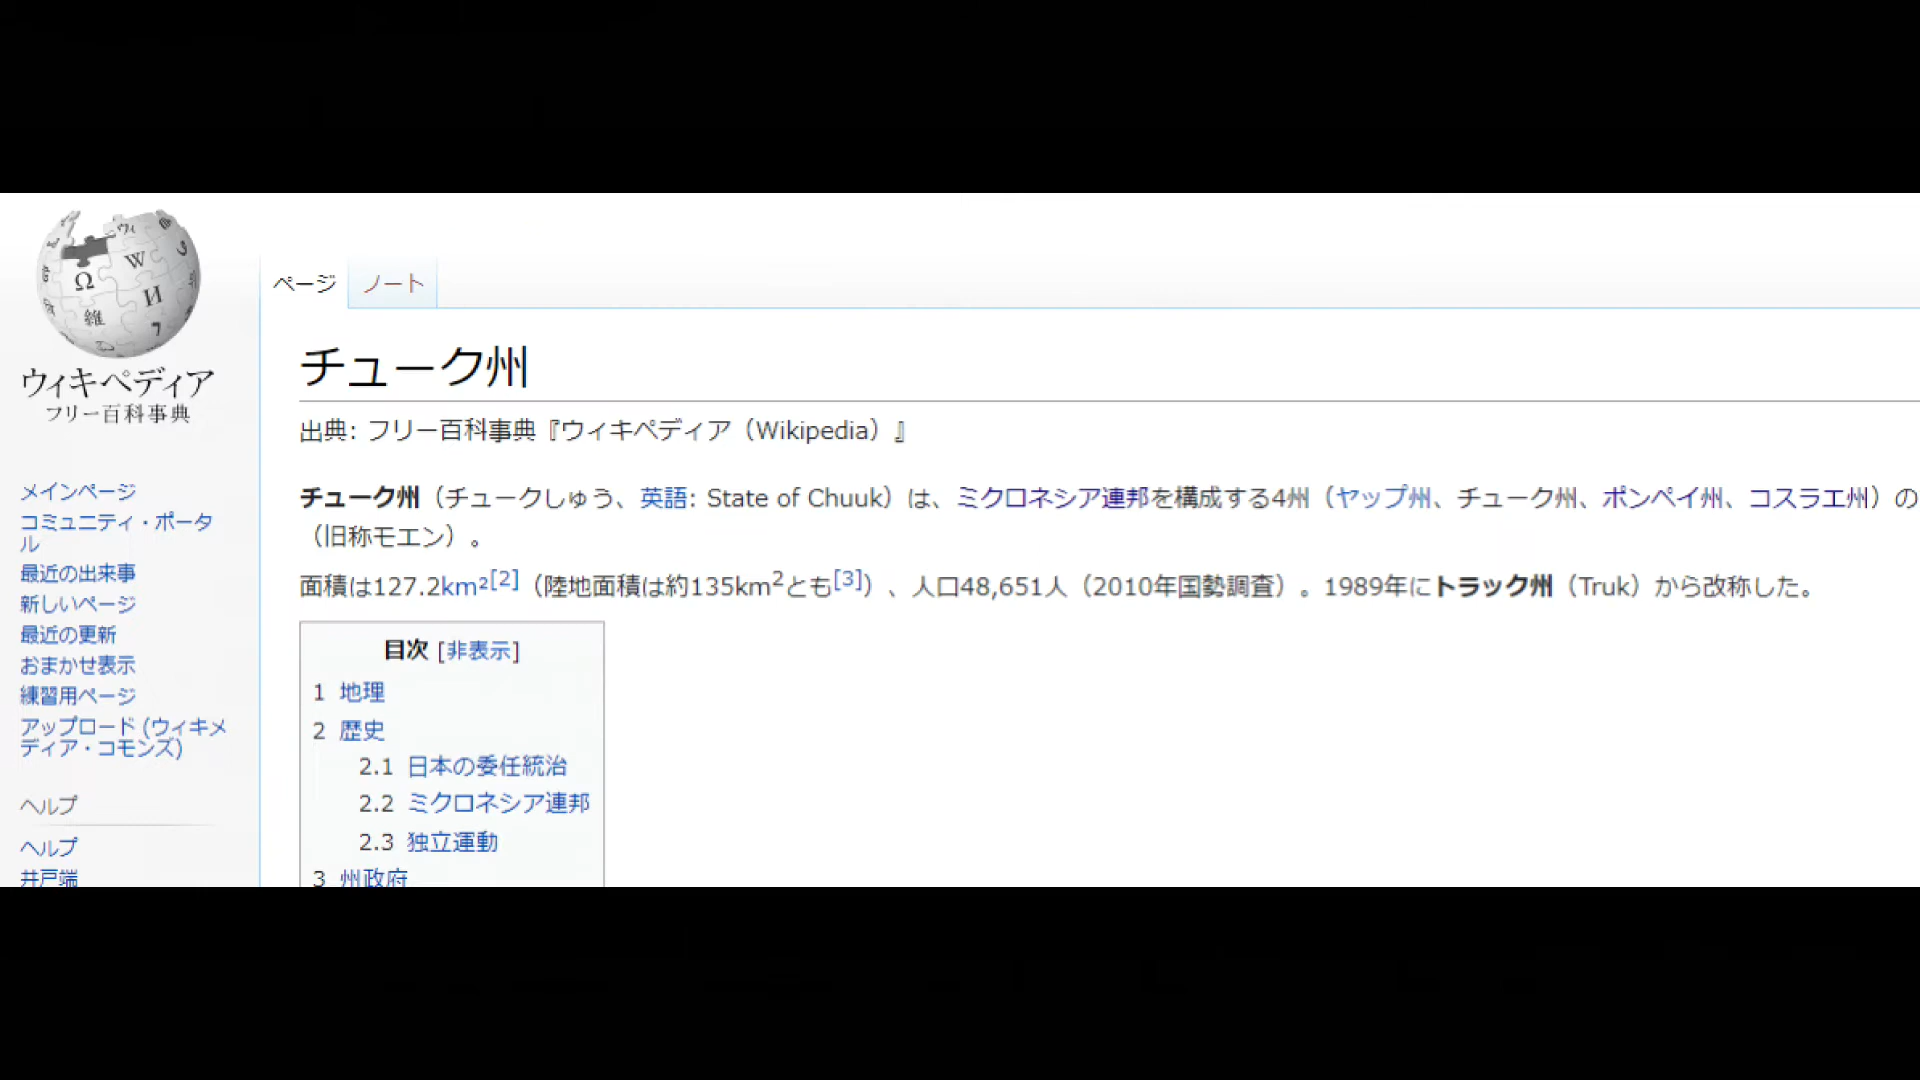 ウィキペディア
フリー百科事典
メインページ
コミュニティ・ポータ
ル
最近の出来事
新しいページ
最近の更新
おまかせ表示
練習用ページ
アップロード (ウィキメ
ディア・コモンズ)
ヘルプ
ヘルプ
井戸端
ページ
ノート
チューク州
出典: フリー百科事典『ウィキペディア（Wikipedia）』
チューク州（チュークしゅう、英語: State of Chuuk）は、ミクロネシア連邦を構成する4州（ヤップ州、チューク州、ポンペイ州、コスラエ州）の
（旧称モエン）。
面積は127.2km²[2]（陸地面積は約135km²とも[3]）、人口48,651人（2010年国勢調査）。1989年にトラック州（Truk）から改称した。
目次 [非表示]
1 地理
2 歴史
2.1 日本の委任統治
2.2 ミクロネシア連邦
2.3 独立運動
3 州政府